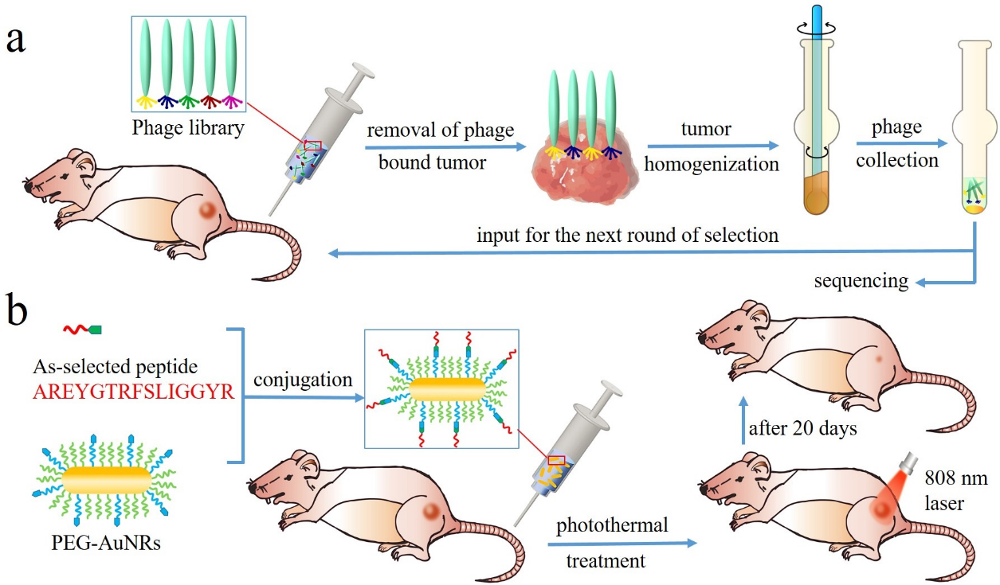 a
Phage library
removal of phage
bound tumor
tumor
homogenization
phage
collection
input for the next round of selection
sequencing
b
As-selected peptide
AREYGTRFSLIGGYR
PEG-AuNRs
conjugation
photothermal
treatment
after 20 days
808 nm
laser